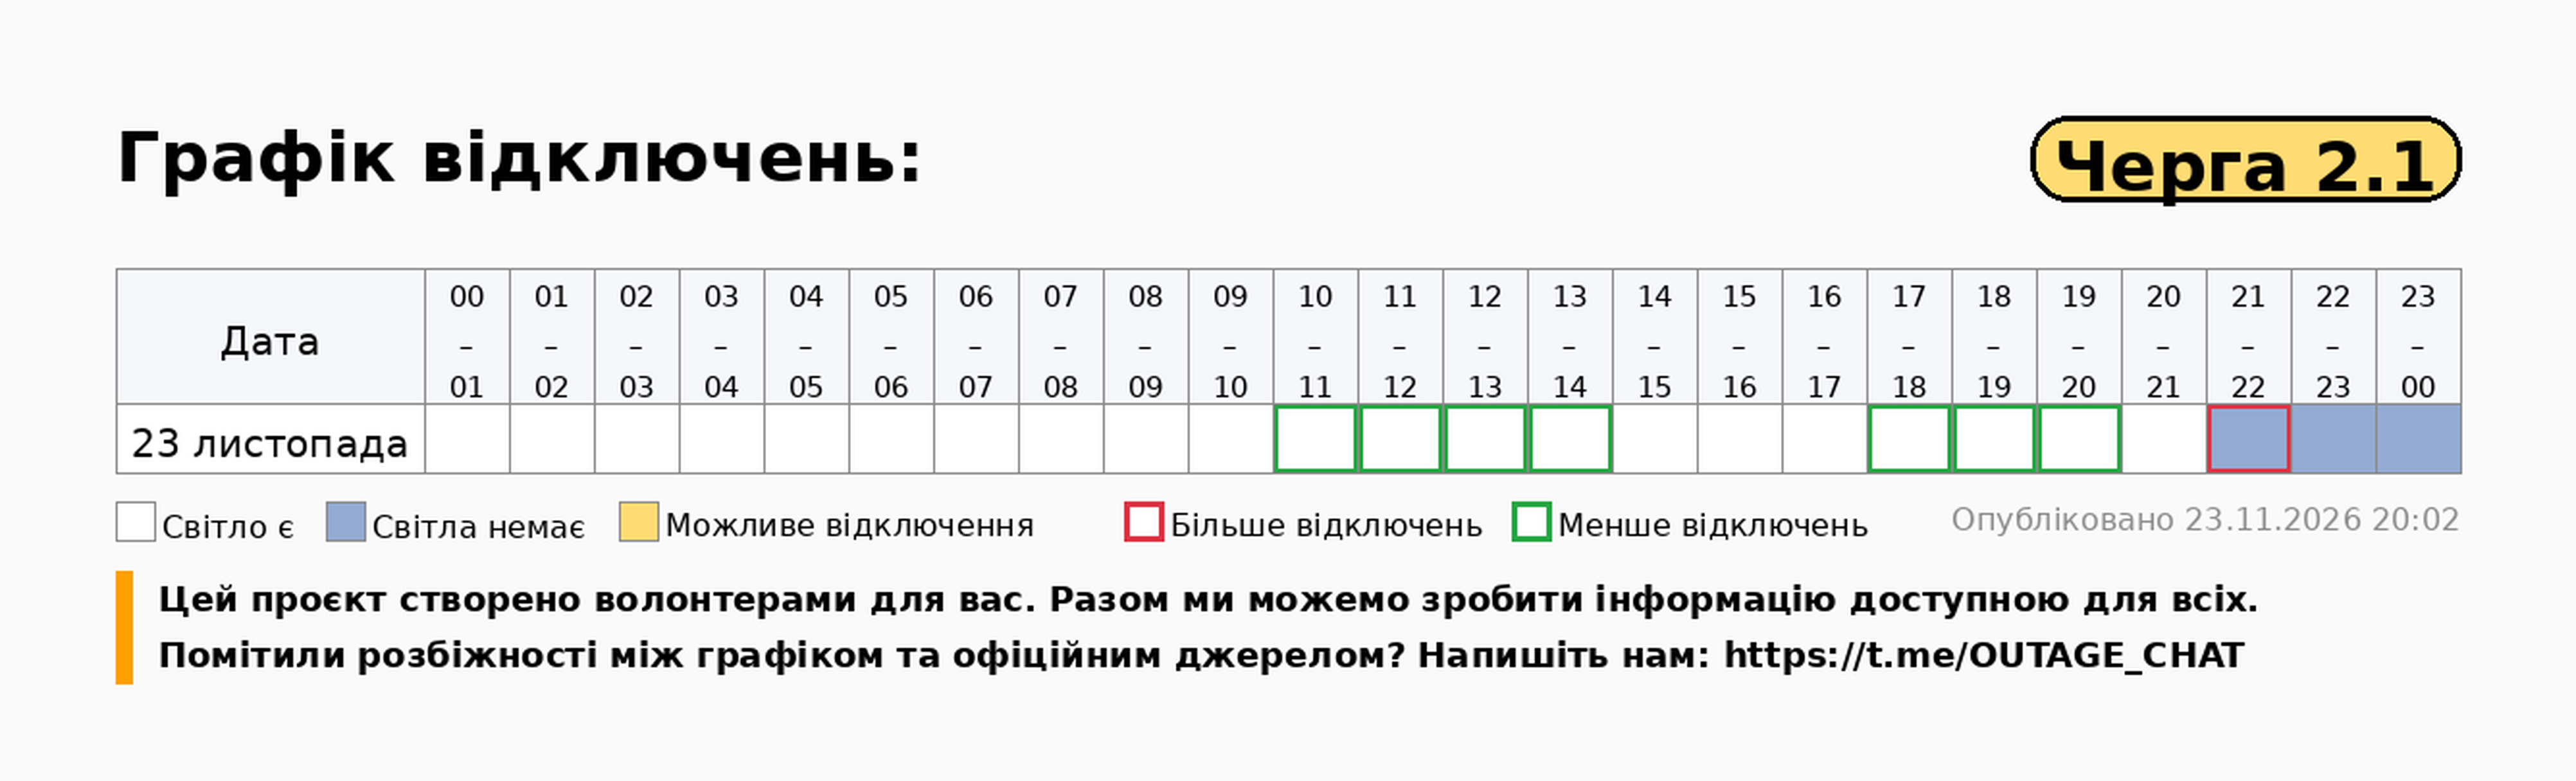 Графік відключень:
Черга 2.1
Дата 00 – 01 01 – 02 02 – 03 03 – 04 04 – 05 05 – 06 06 – 07 07 – 08 08 – 09 09 – 10 10 – 11 11 – 12 12 – 13 13 – 14 14 – 15 15 – 16 16 – 17 17 – 18 18 – 19 19 – 20 20 – 21 21 – 22 22 – 23 23 – 00
23 листопада
Світло є Світла немає Можливе відключення Більше відключень Менше відключень Опубліковано 23.11.2026 20:02
Цей проєкт створено волонтерами для вас. Разом ми можемо зробити інформацію доступною для всіх.
Помітили розбіжності між графіком та офіційним джерелом? Напишіть нам: https://t.me/OUTAGE_CHAT